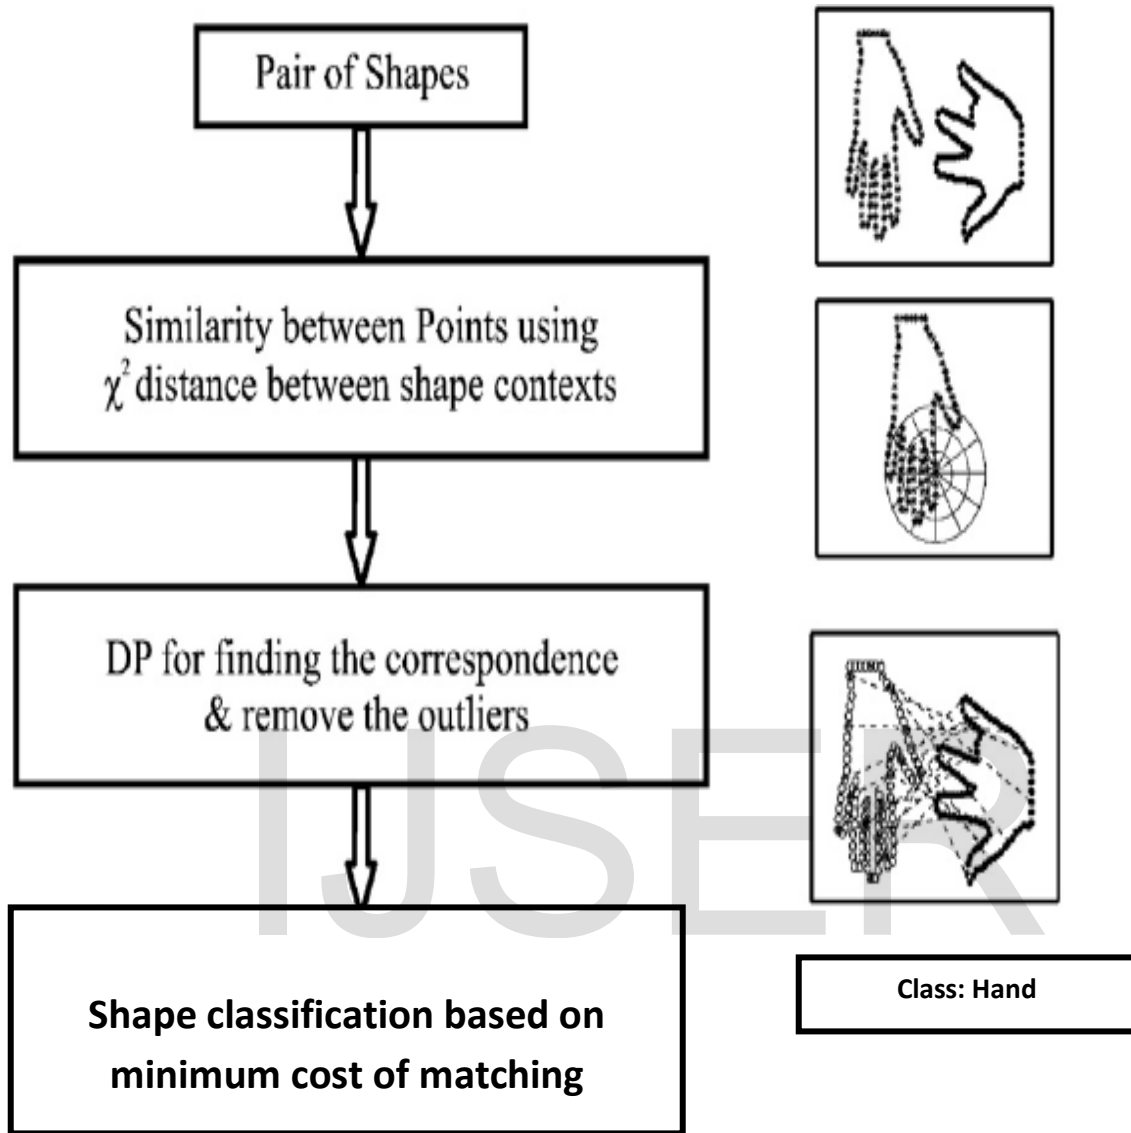 Pair of Shapes
Similarity between Points using
χ² distance between shape contexts
DP for finding the correspondence
& remove the outliers
IJSER
Shape classification based on
minimum cost of matching
Class: Hand